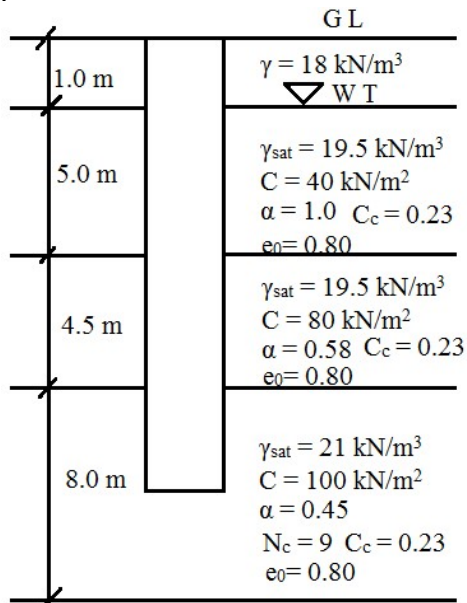 G L
1.0 m
γ = 18 kN/m³
W T
5.0 m
γsat = 19.5 kN/m³
C = 40 kN/m²
α = 1.0 Cc = 0.23
e0= 0.80
4.5 m
γsat = 19.5 kN/m³
C = 80 kN/m²
α = 0.58 Cc = 0.23
e0= 0.80
8.0 m
γsat = 21 kN/m³
C = 100 kN/m²
α = 0.45
Nc = 9 Cc = 0.23
e0= 0.80